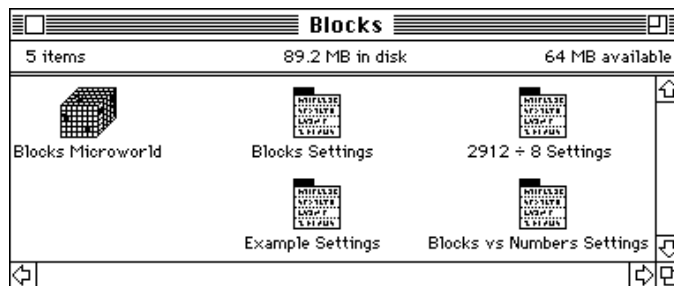 Blocks
5 items 89.2 MB in disk 64 MB available
Blocks Microworld Blocks Settings 2912 ÷ 8 Settings
Example Settings Blocks vs Numbers Settings